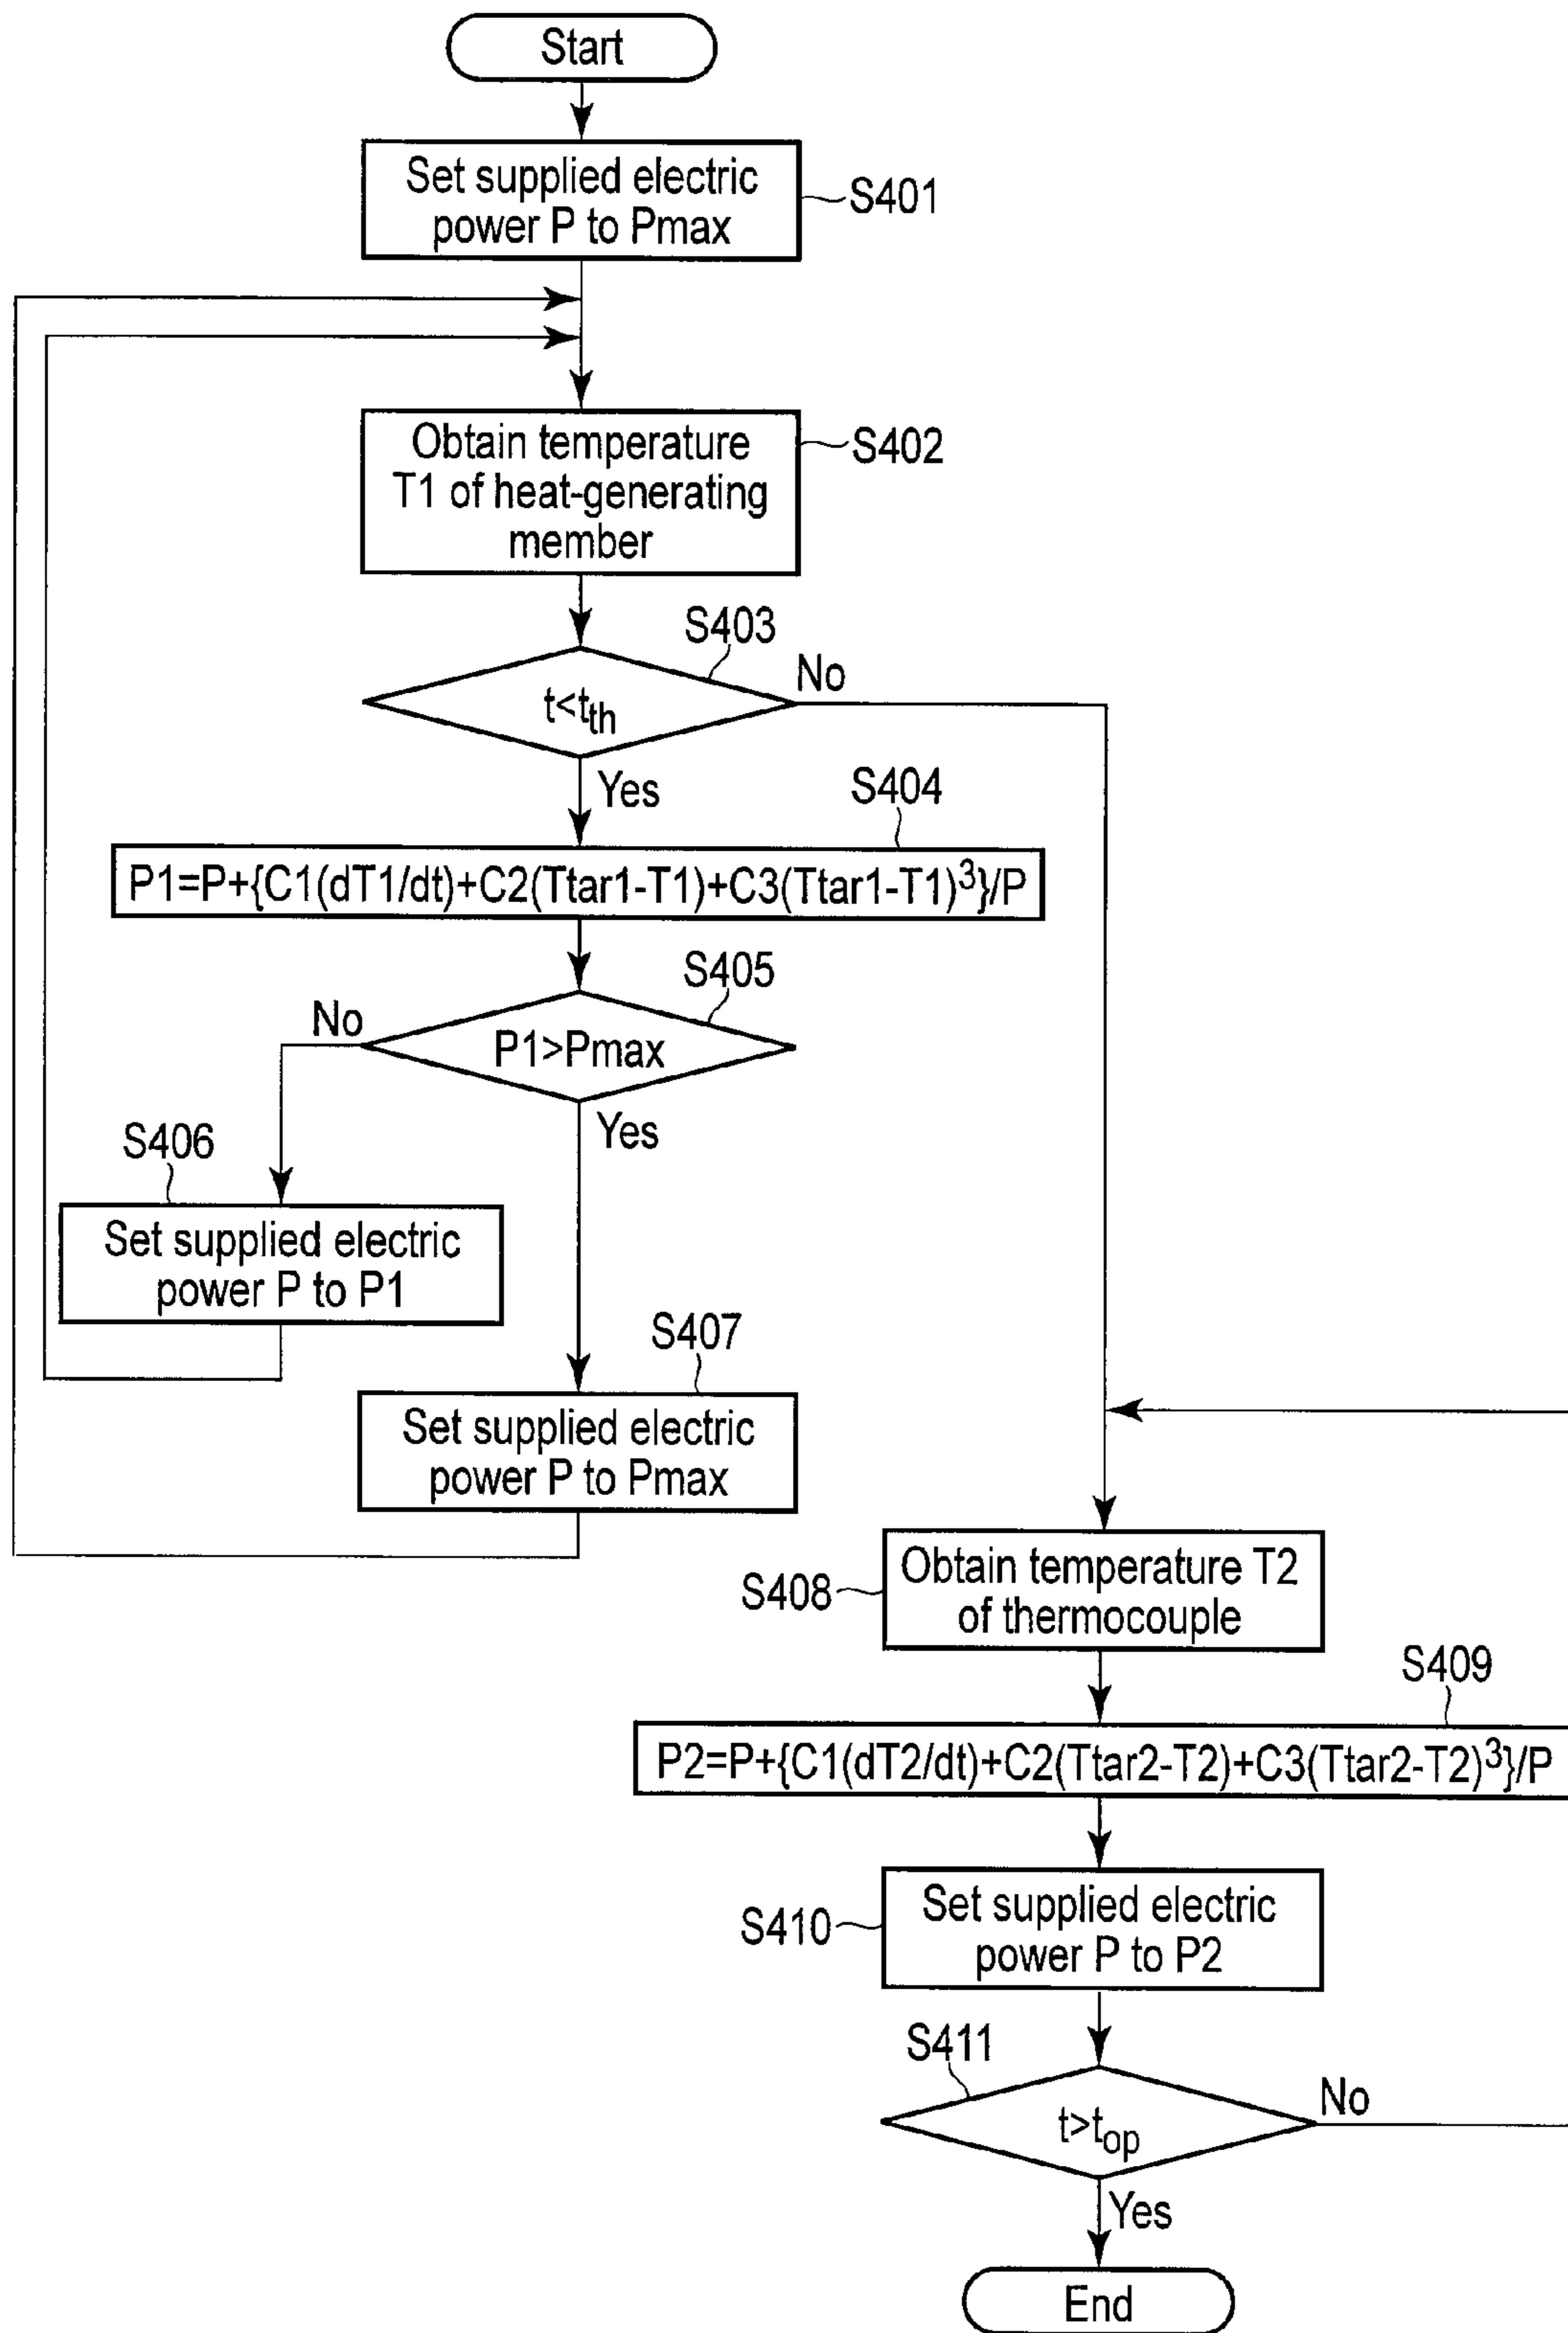 Start
Set supplied electric
power P to Pmax
S401
Obtain temperature
T1 of heat-generating
member
S402
S403
t<tth
No
Yes
S404
P1=P+{C1(dT1/dt)+C2(Ttar1-T1)+C3(Ttar1-T1)3}/P
S405
P1>Pmax
No
Yes
S406
Set supplied electric
power P to P1
S407
Set supplied electric
power P to Pmax
S408
Obtain temperature T2
of thermocouple
S409
P2=P+{C1(dT2/dt)+C2(Ttar2-T2)+C3(Ttar2-T2)3}/P
S410
Set supplied electric
power P to P2
S411
t>top
No
Yes
End